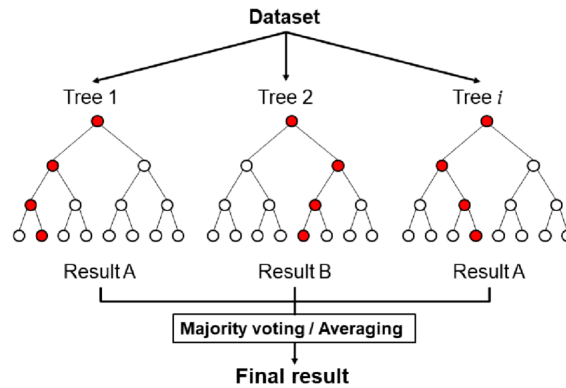 Dataset
Tree 1 Tree 2 Tree i
Result A Result B Result A
Majority voting / Averaging
Final result